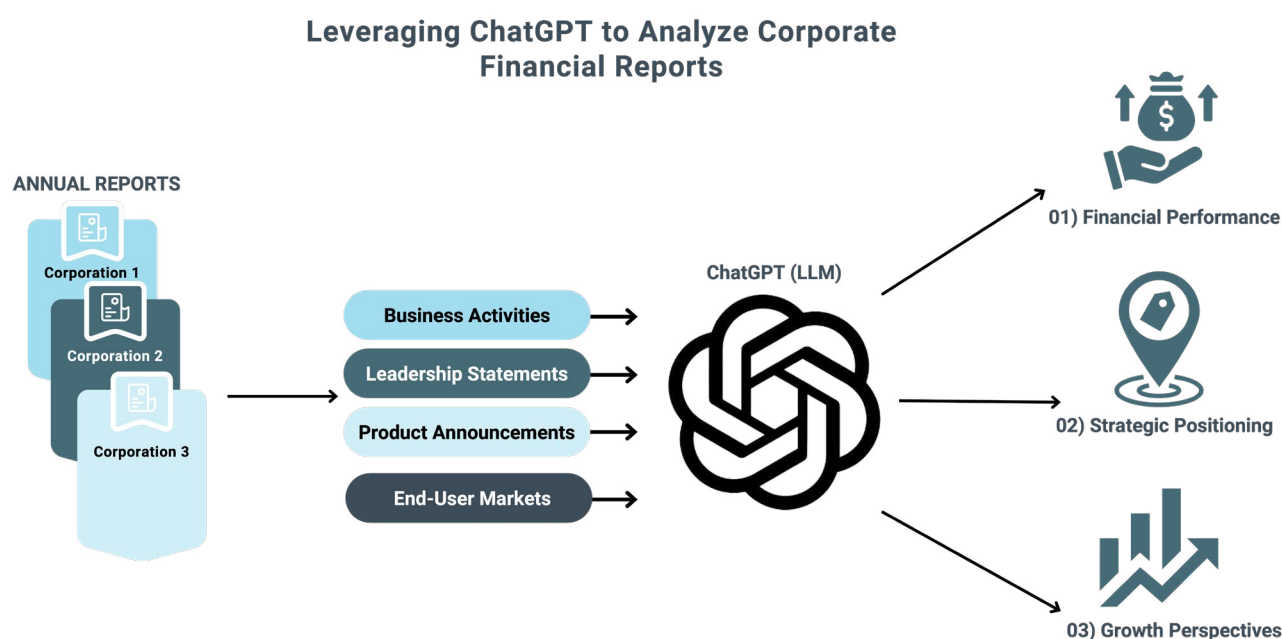 Leveraging ChatGPT to Analyze Corporate
Financial Reports
ANNUAL REPORTS
Corporation 1
Corporation 2
Corporation 3
Business Activities
Leadership Statements
Product Announcements
End-User Markets
ChatGPT (LLM)
$
01) Financial Performance
02) Strategic Positioning
03) Growth Perspectives